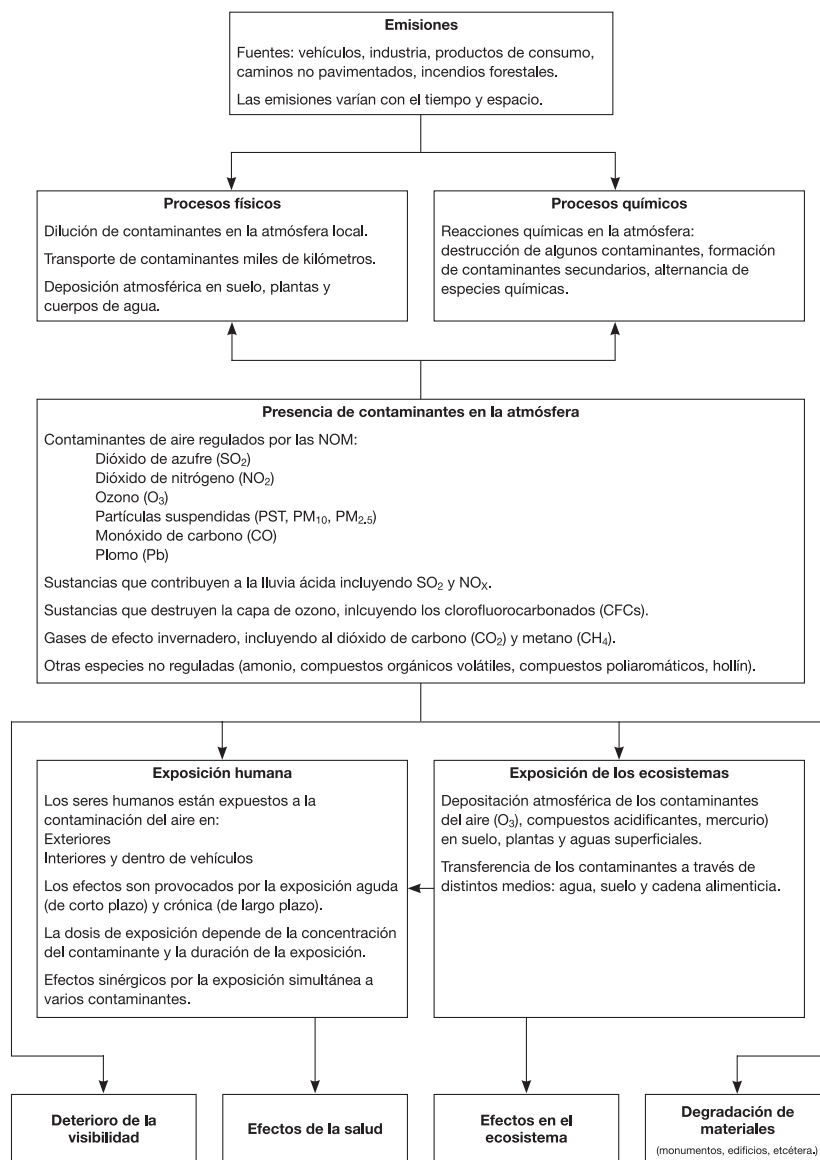 Emisiones
Fuentes: vehículos, industria, productos de consumo,
caminos no pavimentados, incendios forestales.
Las emisiones varían con el tiempo y espacio.
Procesos físicos
Dilución de contaminantes en la atmósfera local.
Transporte de contaminantes miles de kilómetros.
Deposición atmosférica en suelo, plantas y
cuerpos de agua.
Procesos químicos
Reacciones químicas en la atmósfera:
destrucción de algunos contaminantes, formación
de contaminantes secundarios, alternancia de
especies químicas.
Presencia de contaminantes en la atmósfera
Contaminantes de aire regulados por las NOM:
Dióxido de azufre (SO₂)
Dióxido de nitrógeno (NO₂)
Ozono (O₃)
Partículas suspendidas (PST, PM₁₀, PM₂.₅)
Monóxido de carbono (CO)
Plomo (Pb)
Sustancias que contribuyen a la lluvia ácida incluyendo SO₂ y NOₓ.
Sustancias que destruyen la capa de ozono, inlcuyendo los clorofluorocarbonados (CFCs).
Gases de efecto invernadero, incluyendo al dióxido de carbono (CO₂) y metano (CH₄).
Otras especies no reguladas (amonio, compuestos orgánicos volátiles, compuestos poliaromáticos, hollín).
Exposición humana
Los seres humanos están expuestos a la
contaminación del aire en:
Exteriores
Interiores y dentro de vehículos
Los efectos son provocados por la exposición aguda
(de corto plazo) y crónica (de largo plazo).
La dosis de exposición depende de la concentración
del contaminante y la duración de la exposición.
Efectos sinérgicos por la exposición simultánea a
varios contaminantes.
Exposición de los ecosistemas
Depositación atmosférica de los contaminantes
del aire (O₃), compuestos acidificantes, mercurio)
en suelo, plantas y aguas superficiales.
Transferencia de los contaminantes a través de
distintos medios: agua, suelo y cadena alimenticia.
Deterioro de la
visibilidad
Efectos de la salud
Efectos en el
ecosistema
Degradación de
materiales
(monumentos, edificios, etcétera.)